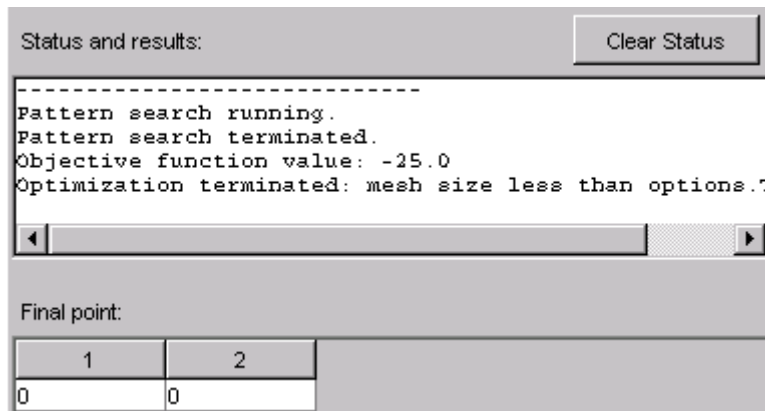 Status and results:
Clear Status
------------------------------
Pattern search running.
Pattern search terminated.
Objective function value: -25.0
Optimization terminated: mesh size less than options.
Final point:
1 2
0 0